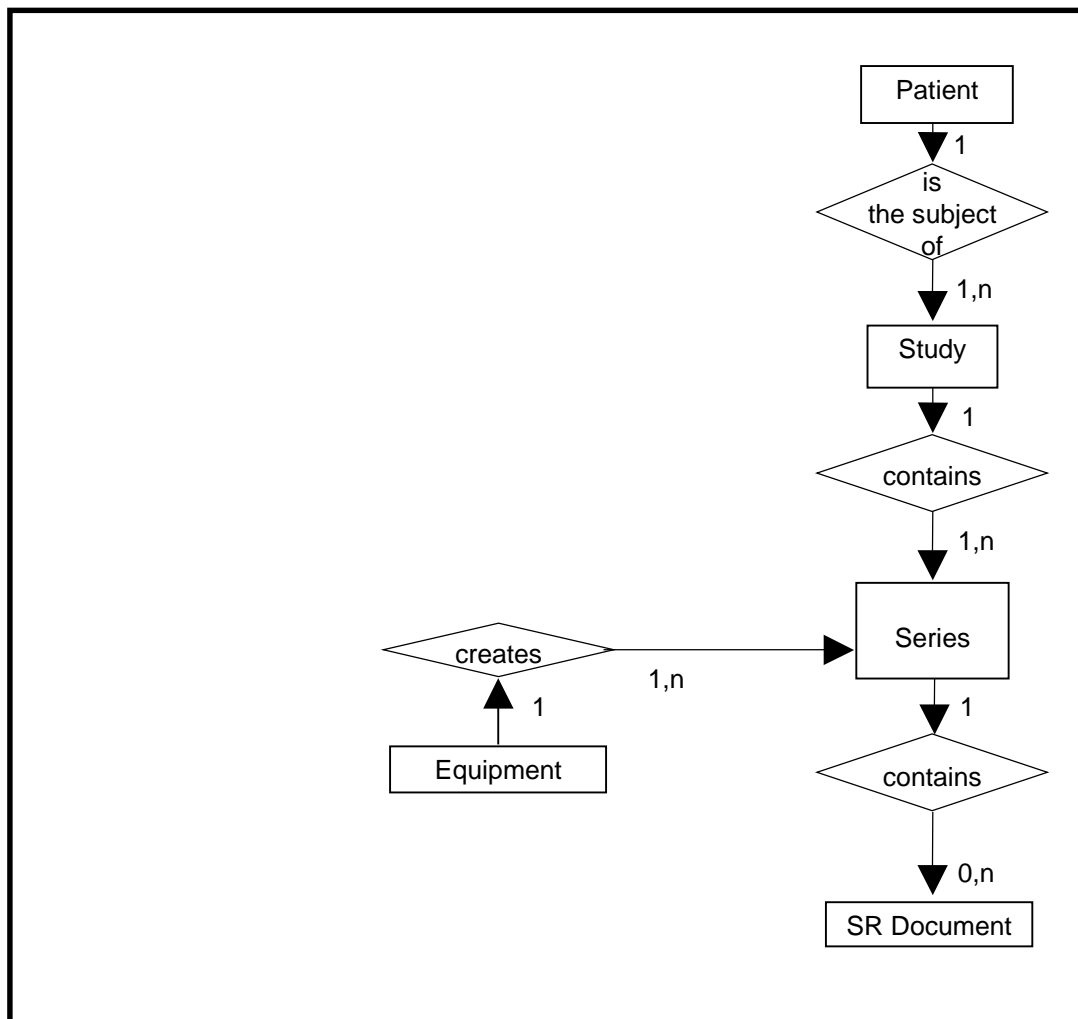 Patient
1
is
the subject
of
1,n
Study
1
contains
1,n
Series
creates
1,n
1
1
Equipment
contains
0,n
SR Document